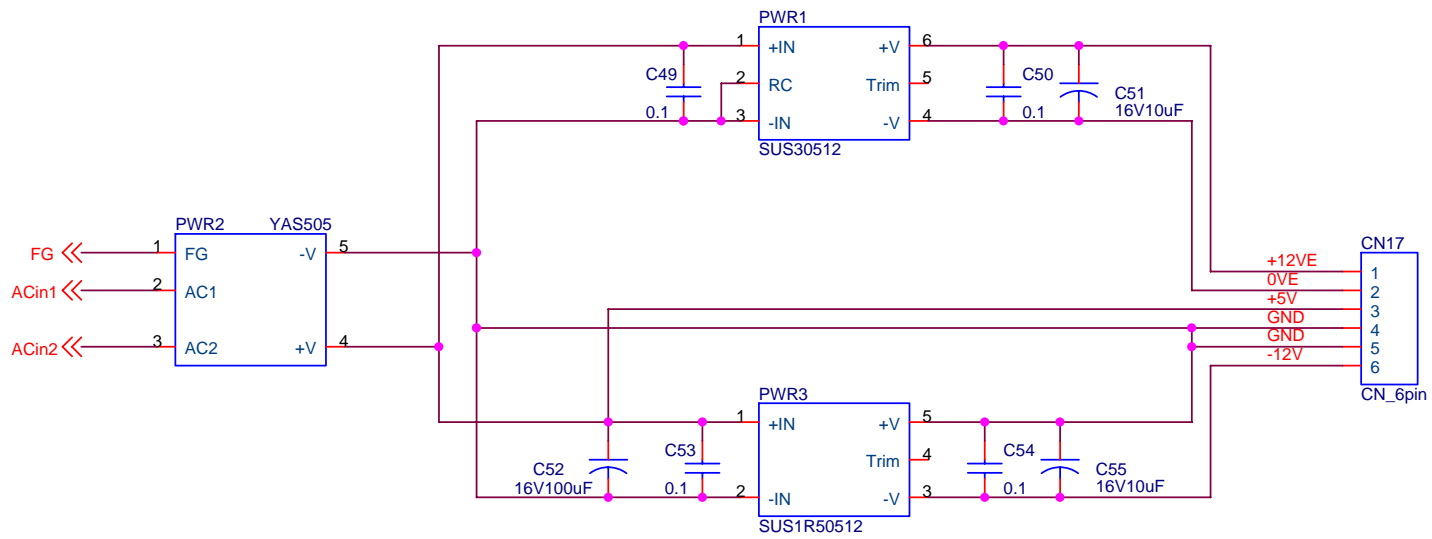 PWR1
1 +IN +V 6
C49 2 RC Trim 5 C50
0.1 3 -IN -V 4 0.1
C51
16V10uF
SUS30512
PWR2 YAS505
FG 1 FG -V 5
ACin1 2 AC1
ACin2 3 AC2 +V 4
CN17
+12VE 1
0VE 2
+5V 3
GND 4
GND 5
-12V 6
CN_6pin
PWR3
1 +IN +V 5
C53 Trim 4 C54
C52
16V100uF
0.1 2 -IN -V 3 0.1
C55
16V10uF
SUS1R50512